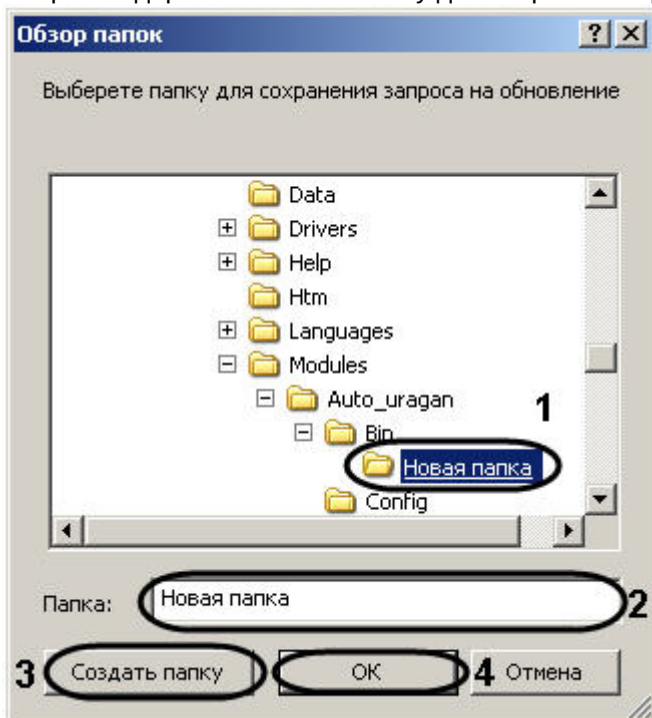 Обзор папок
Выберете папку для сохранения запроса на обновление
Data
Drivers
Help
Htm
Languages
Modules
Auto_uragan
1
Bin
Новая папка
Config
Папка: Новая папка 2
3 Создать папку OK 4 Отмена